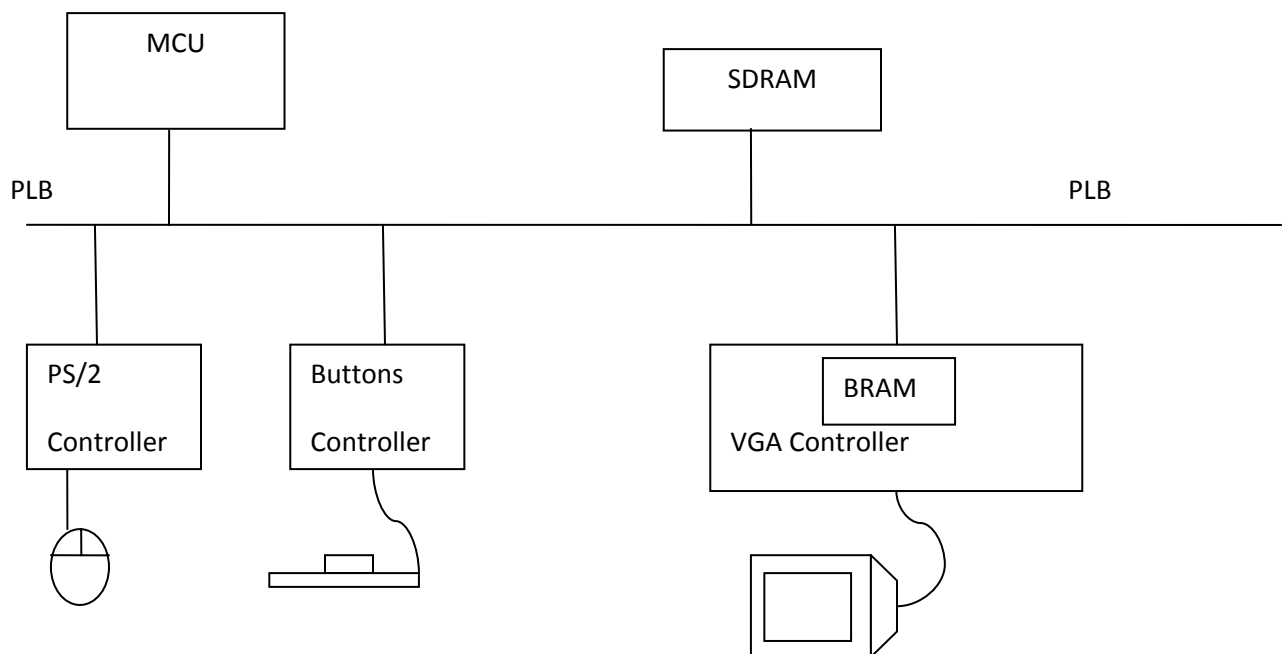 MCU
SDRAM
PLB
PLB
PS/2
Controller
Buttons
Controller
BRAM
VGA Controller